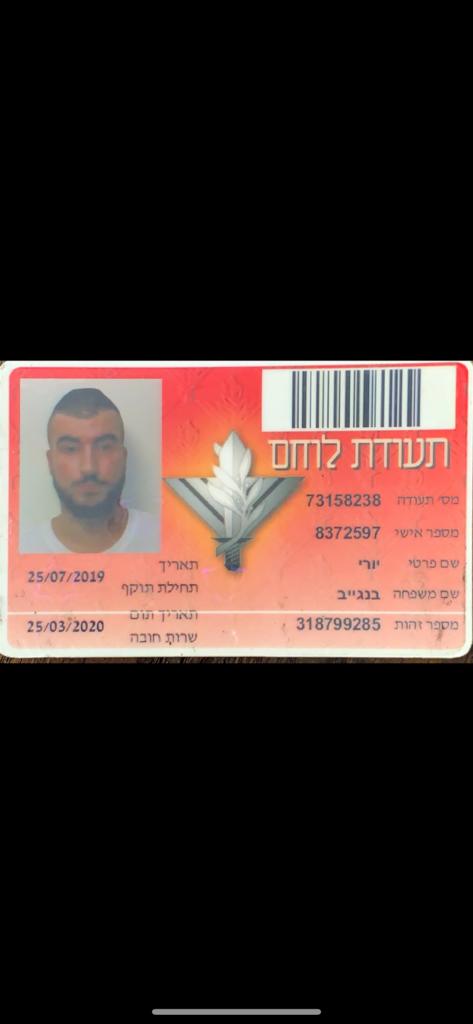 תעודת לוחם
מס׳ תעודה 73158238
מספר אישי 8372597
שם פרטי יורי
שם משפחה בנגייב
מספר זהות 318799285
תאריך
תחילת תוקף 25/07/2019
תאריך תום
שרות חובה 25/03/2020